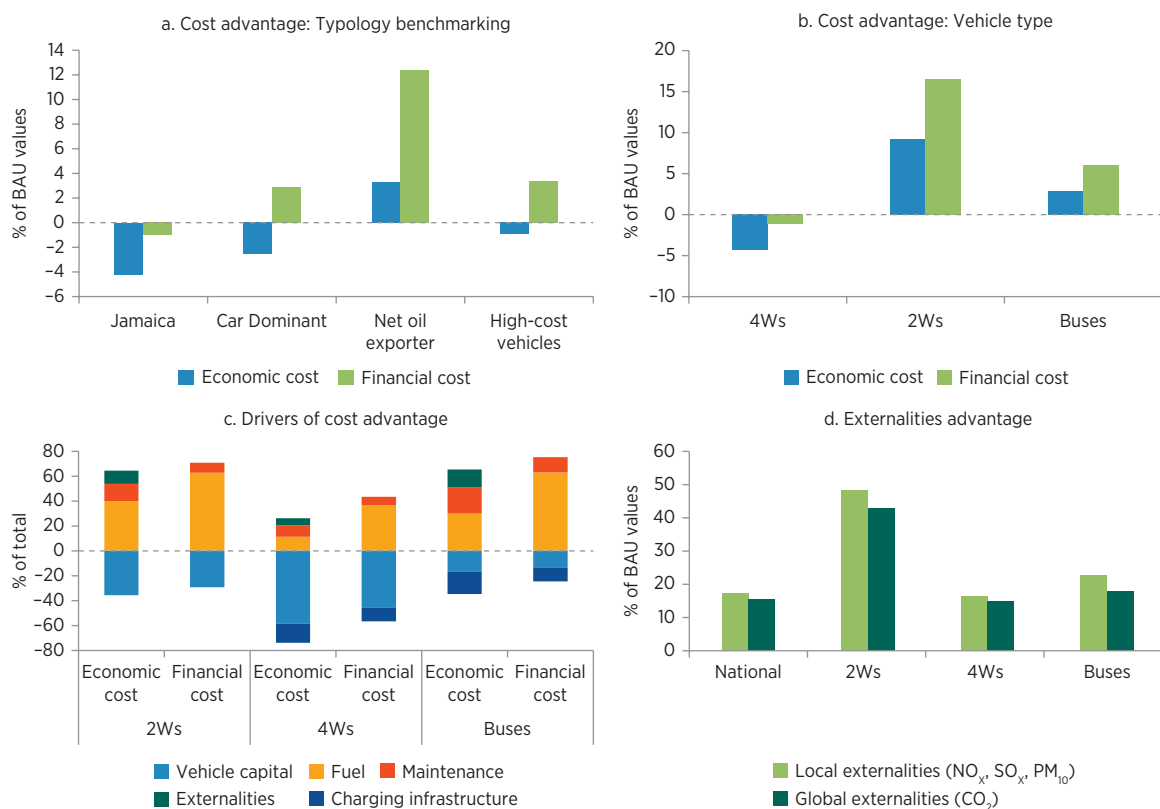 a. Cost advantage: Typology benchmarking
% of BAU values
14
12
10
8
6
4
2
0
−2
−4
−6
Jamaica
Car Dominant
Net oil
exporter
High-cost
vehicles
Economic cost
Financial cost
b. Cost advantage: Vehicle type
% of BAU values
20
15
10
5
0
−5
−10
4Ws
2Ws
Buses
Economic cost
Financial cost
c. Drivers of cost advantage
% of total
80
60
40
20
0
−20
−40
−60
−80
Economic
cost
Financial
cost
Economic
cost
Financial
cost
Economic
cost
Financial
cost
2Ws
4Ws
Buses
Vehicle capital
Fuel
Maintenance
Externalities
Charging infrastructure
d. Externalities advantage
% of BAU values
60
50
40
30
20
10
0
National
2Ws
4Ws
Buses
Local externalities (NOₓ, SOₓ, PM₁₀)
Global externalities (CO₂)